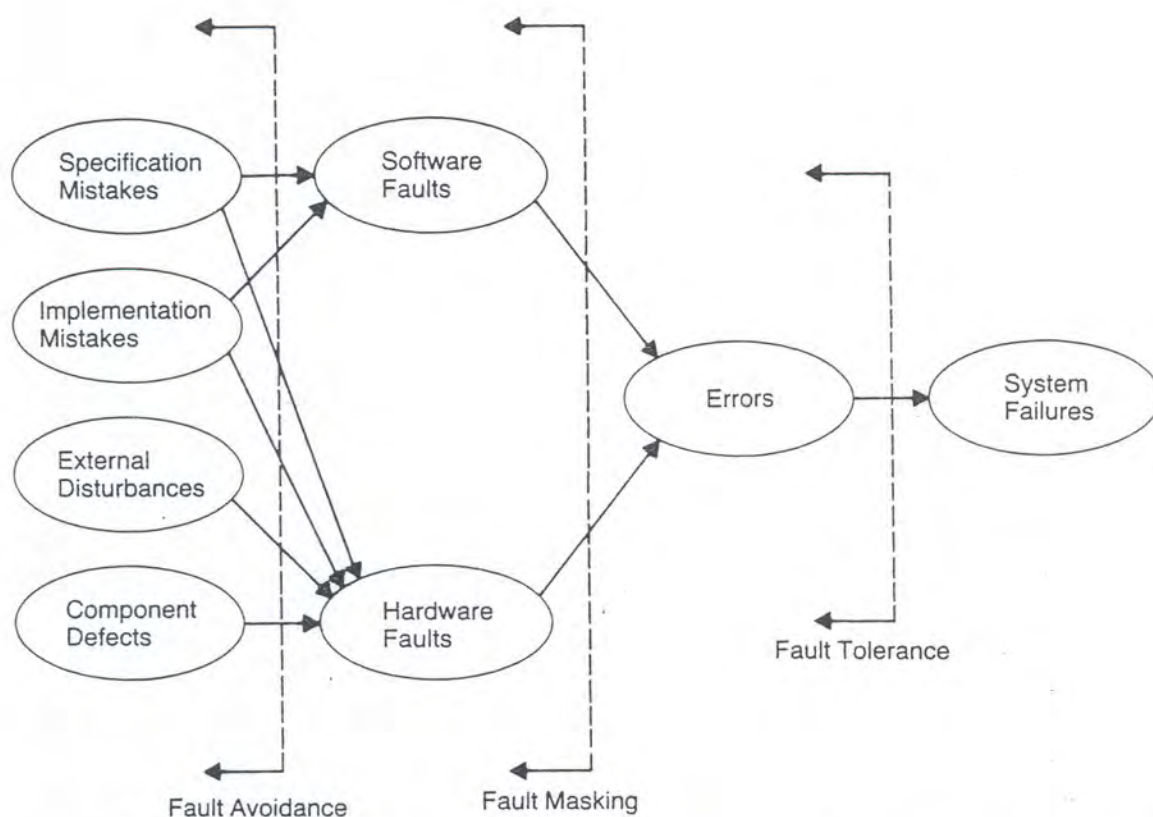 Specification
Mistakes
Software
Faults
Implementation
Mistakes
Errors
System
Failures
External
Disturbances
Component
Defects
Hardware
Faults
Fault Tolerance
Fault Avoidance
Fault Masking